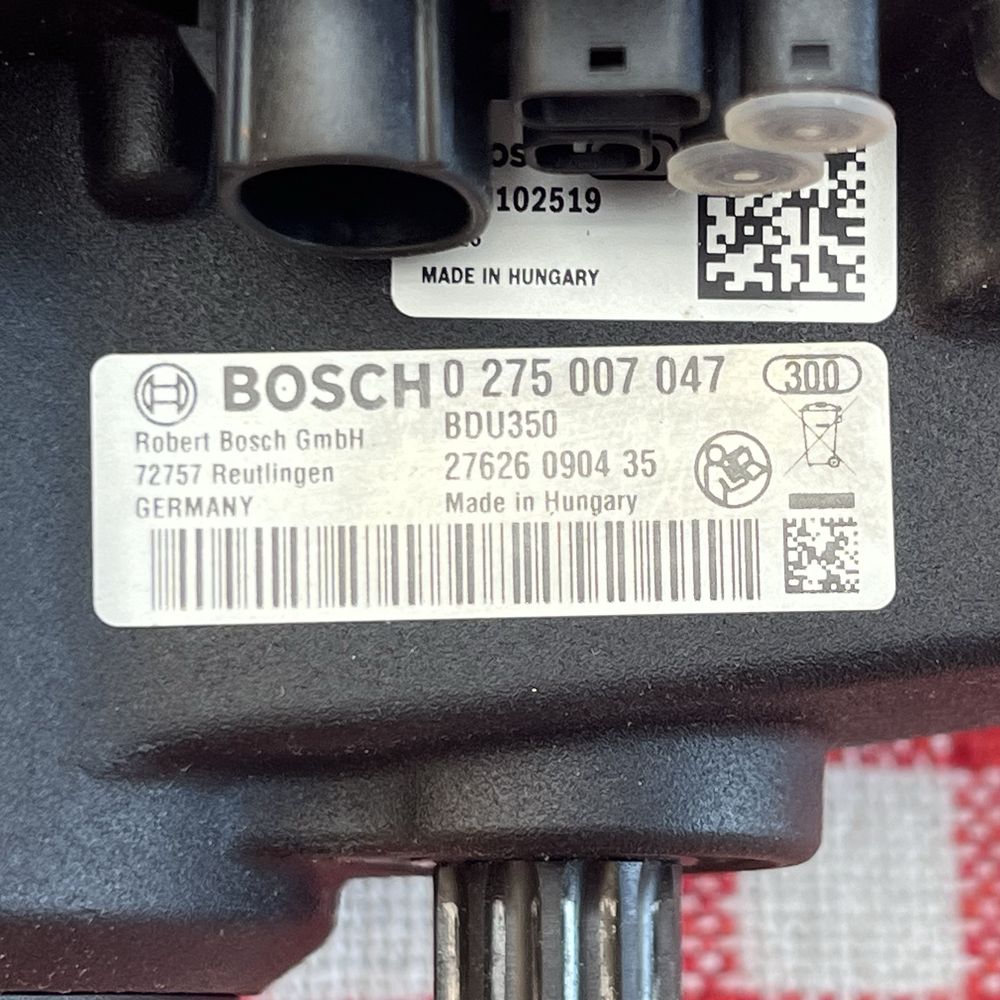 102519
MADE IN HUNGARY
BOSCH 0 275 007 047 300
Robert Bosch GmbH BDU350
72757 Reutlingen 27626 0904 35
GERMANY Made in Hungary